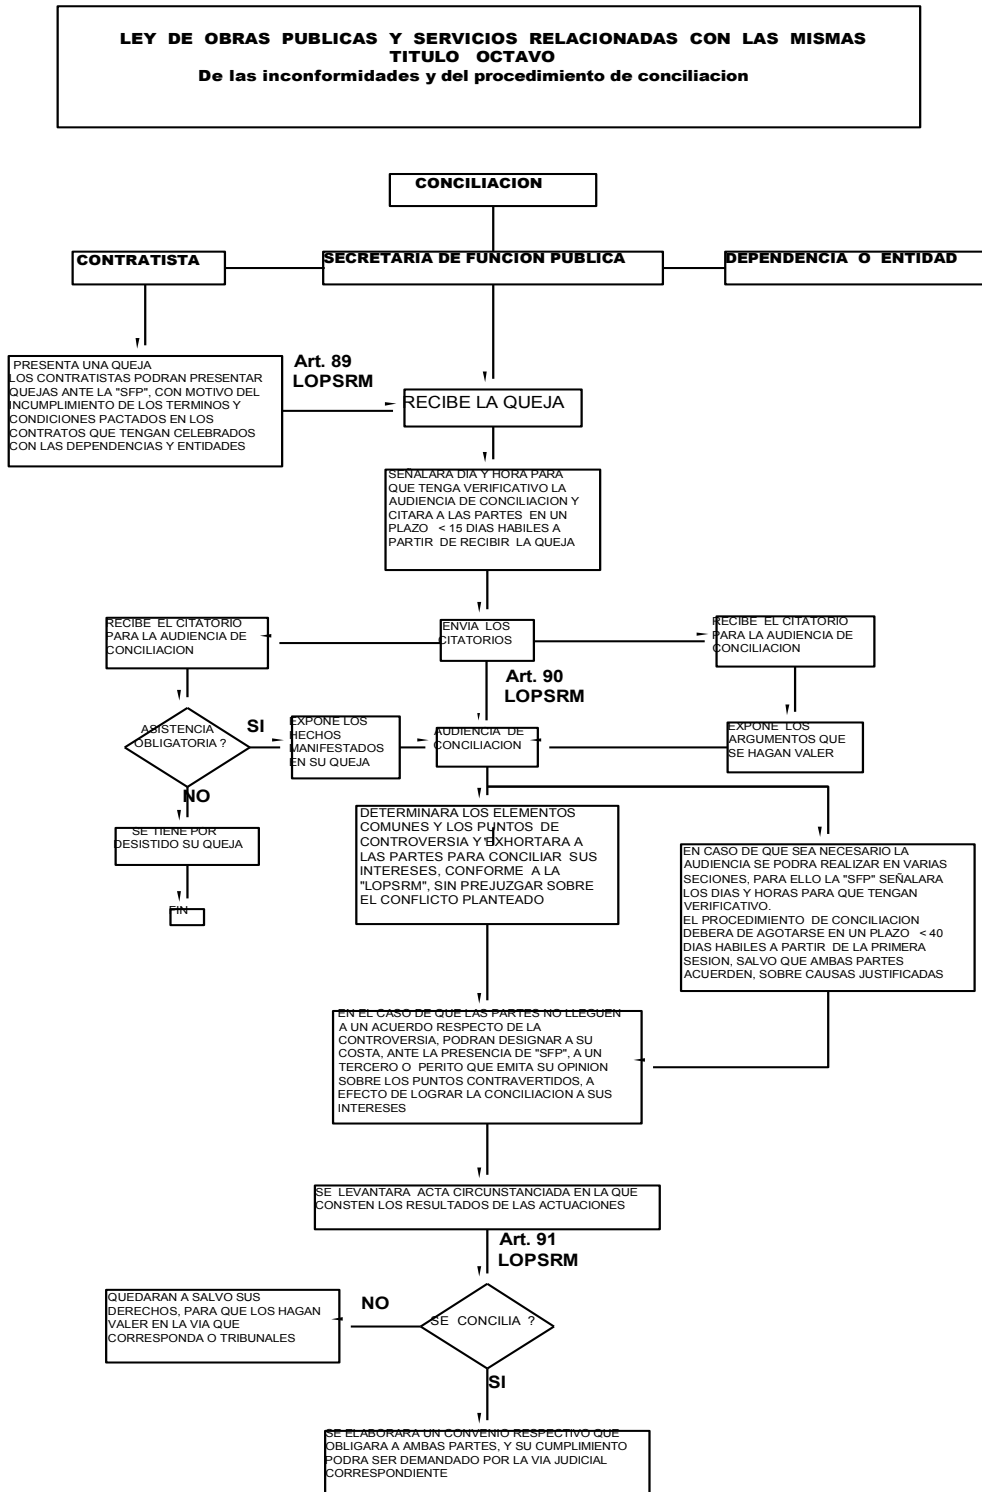 LEY DE OBRAS PUBLICAS Y SERVICIOS RELACIONADAS CON LAS MISMAS
TITULO OCTAVO
De las inconformidades y del procedimiento de conciliacion
CONCILIACION
CONTRATISTA
SECRETARIA DE FUNCION PUBLICA
DEPENDENCIA O ENTIDAD
PRESENTA UNA QUEJA
LOS CONTRATISTAS PODRAN PRESENTAR
QUEJAS ANTE LA "SFP", CON MOTIVO DEL
INCUMPLIMIENTO DE LOS TERMINOS Y
CONDICIONES PACTADOS EN LOS
CONTRATOS QUE TENGAN CELEBRADOS
CON LAS DEPENDENCIAS Y ENTIDADES
Art. 89
LOPSRM
RECIBE LA QUEJA
SEÑALARA DIA Y HORA PARA
QUE TENGA VERIFICATIVO LA
AUDIENCIA DE CONCILIACION Y
CITARA A LAS PARTES EN UN
PLAZO < 15 DIAS HABILES A
PARTIR DE RECIBIR LA QUEJA
RECIBE EL CITATORIO
PARA LA AUDIENCIA DE
CONCILIACION
ENVIA LOS
CITATORIOS
RECIBE EL CITATORIO
PARA LA AUDIENCIA DE
CONCILIACION
Art. 90
LOPSRM
ASISTENCIA
OBLIGATORIA ?
SI
EXPONE LOS
HECHOS
MANIFESTADOS
EN SU QUEJA
AUDIENCIA DE
CONCILIACION
EXPONE LOS
ARGUMENTOS QUE
SE HAGAN VALER
NO
SE TIENE POR
DESISTIDO SU QUEJA
FIN
DETERMINARA LOS ELEMENTOS
COMUNES Y LOS PUNTOS DE
CONTROVERSIA Y EXHORTARA A
LAS PARTES PARA CONCILIAR SUS
INTERESES, CONFORME A LA
"LOPSRM", SIN PREJUZGAR SOBRE
EL CONFLICTO PLANTEADO
EN CASO DE QUE SEA NECESARIO LA
AUDIENCIA SE PODRA REALIZAR EN VARIAS
SECIONES, PARA ELLO LA "SFP" SEÑALARA
LOS DIAS Y HORAS PARA QUE TENGAN
VERIFICATIVO.
EL PROCEDIMIENTO DE CONCILIACION
DEBERA DE AGOTARSE EN UN PLAZO < 40
DIAS HABILES A PARTIR DE LA PRIMERA
SESION, SALVO QUE AMBAS PARTES
ACUERDEN, SOBRE CAUSAS JUSTIFICADAS
EN EL CASO DE QUE LAS PARTES NO LLEGUEN
A UN ACUERDO RESPECTO DE LA
CONTROVERSIA, PODRAN DESIGNAR A SU
COSTA, ANTE LA PRESENCIA DE "SFP", A UN
TERCERO O PERITO QUE EMITA SU OPINION
SOBRE LOS PUNTOS CONTRAVERTIDOS, A
EFECTO DE LOGRAR LA CONCILIACION A SUS
INTERESES
SE LEVANTARA ACTA CIRCUNSTANCIADA EN LA QUE
CONSTEN LOS RESULTADOS DE LAS ACTUACIONES
Art. 91
LOPSRM
QUEDARAN A SALVO SUS
DERECHOS, PARA QUE LOS HAGAN
VALER EN LA VIA QUE
CORRESPONDA O TRIBUNALES
NO
SE CONCILIA ?
SI
SE ELABORARA UN CONVENIO RESPECTIVO QUE
OBLIGARA A AMBAS PARTES, Y SU CUMPLIMIENTO
PODRA SER DEMANDADO POR LA VIA JUDICIAL
CORRESPONDIENTE